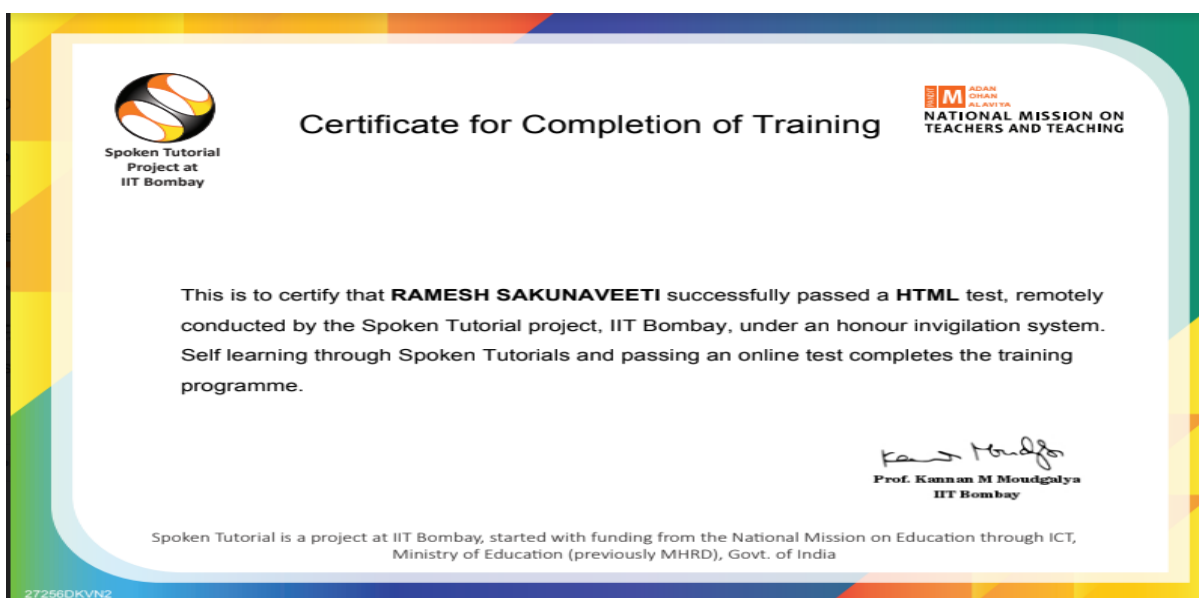 Spoken Tutorial
Project at
IIT Bombay
Certificate for Completion of Training
PANDIT
MADAN
MOHAN
MALAVIYA
NATIONAL MISSION ON
TEACHERS AND TEACHING
This is to certify that RAMESH SAKUNAVEETI successfully passed a HTML test, remotely
conducted by the Spoken Tutorial project, IIT Bombay, under an honour invigilation system.
Self learning through Spoken Tutorials and passing an online test completes the training
programme.
Prof. Kannan M Moudgalya
IIT Bombay
Spoken Tutorial is a project at IIT Bombay, started with funding from the National Mission on Education through ICT,
Ministry of Education (previously MHRD), Govt. of India
27256DKVN2